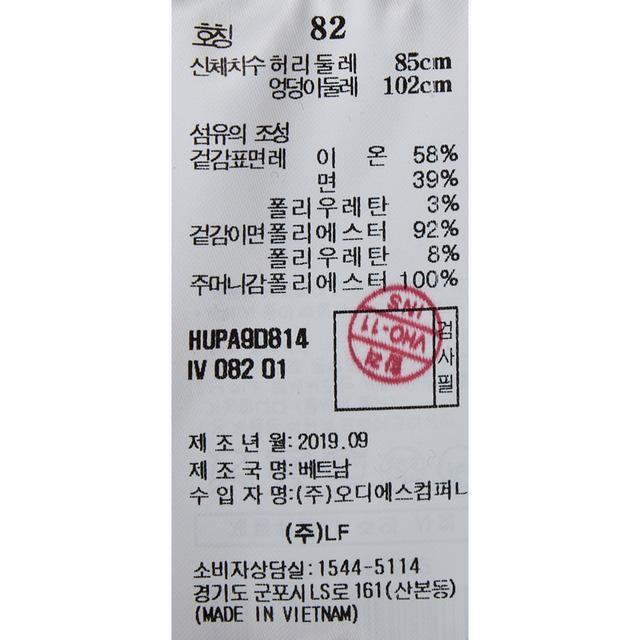 호칭 82
신체치수 허리둘레 85cm
엉덩이둘레 102cm
섬유의 조성
겉감표면레 이 온 58%
면 39%
폴리우레탄 3%
겉감이면폴리에스터 92%
폴리우레탄 8%
주머니감폴리에스터 100%
HUPA9D814
IV 082 01
INS
VHO-11
합격
검사필
제 조 년 월: 2019.09
제 조 국 명: 베트남
수 입 자 명: (주)오디에스컴퍼니
(주)LF
소비자상담실: 1544-5114
경기도 군포시LS로 161(산본동)
(MADE IN VIETNAM)